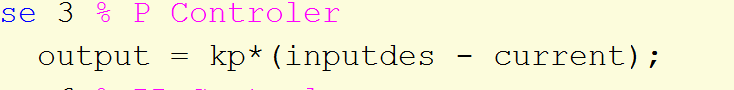 se 3 % P Controler
output = kp*(inputdes - current);